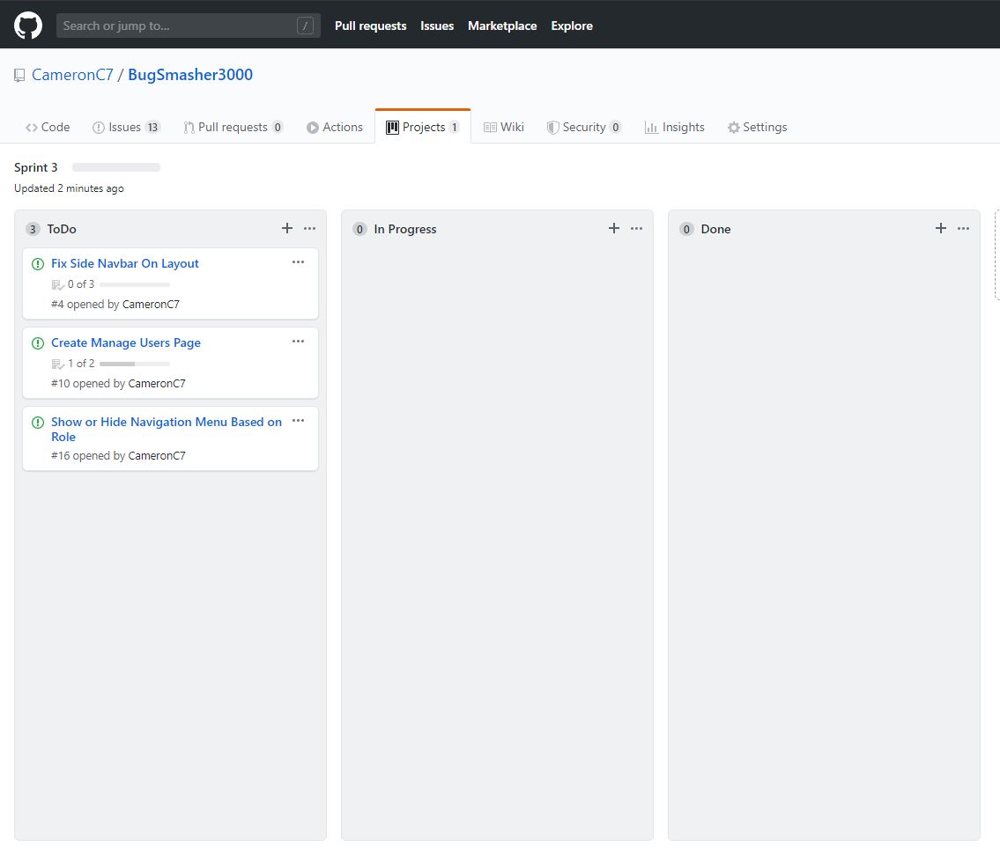 Search or jump to... / Pull requests Issues Marketplace Explore
CameronC7 / BugSmasher3000
Code Issues 13 Pull requests 0 Actions Projects 1 Wiki Security 0 Insights Settings
Sprint 3
Updated 2 minutes ago
3 ToDo
Fix Side Navbar On Layout
0 of 3
#4 opened by CameronC7
Create Manage Users Page
1 of 2
#10 opened by CameronC7
Show or Hide Navigation Menu Based on
Role
#16 opened by CameronC7
0 In Progress
0 Done